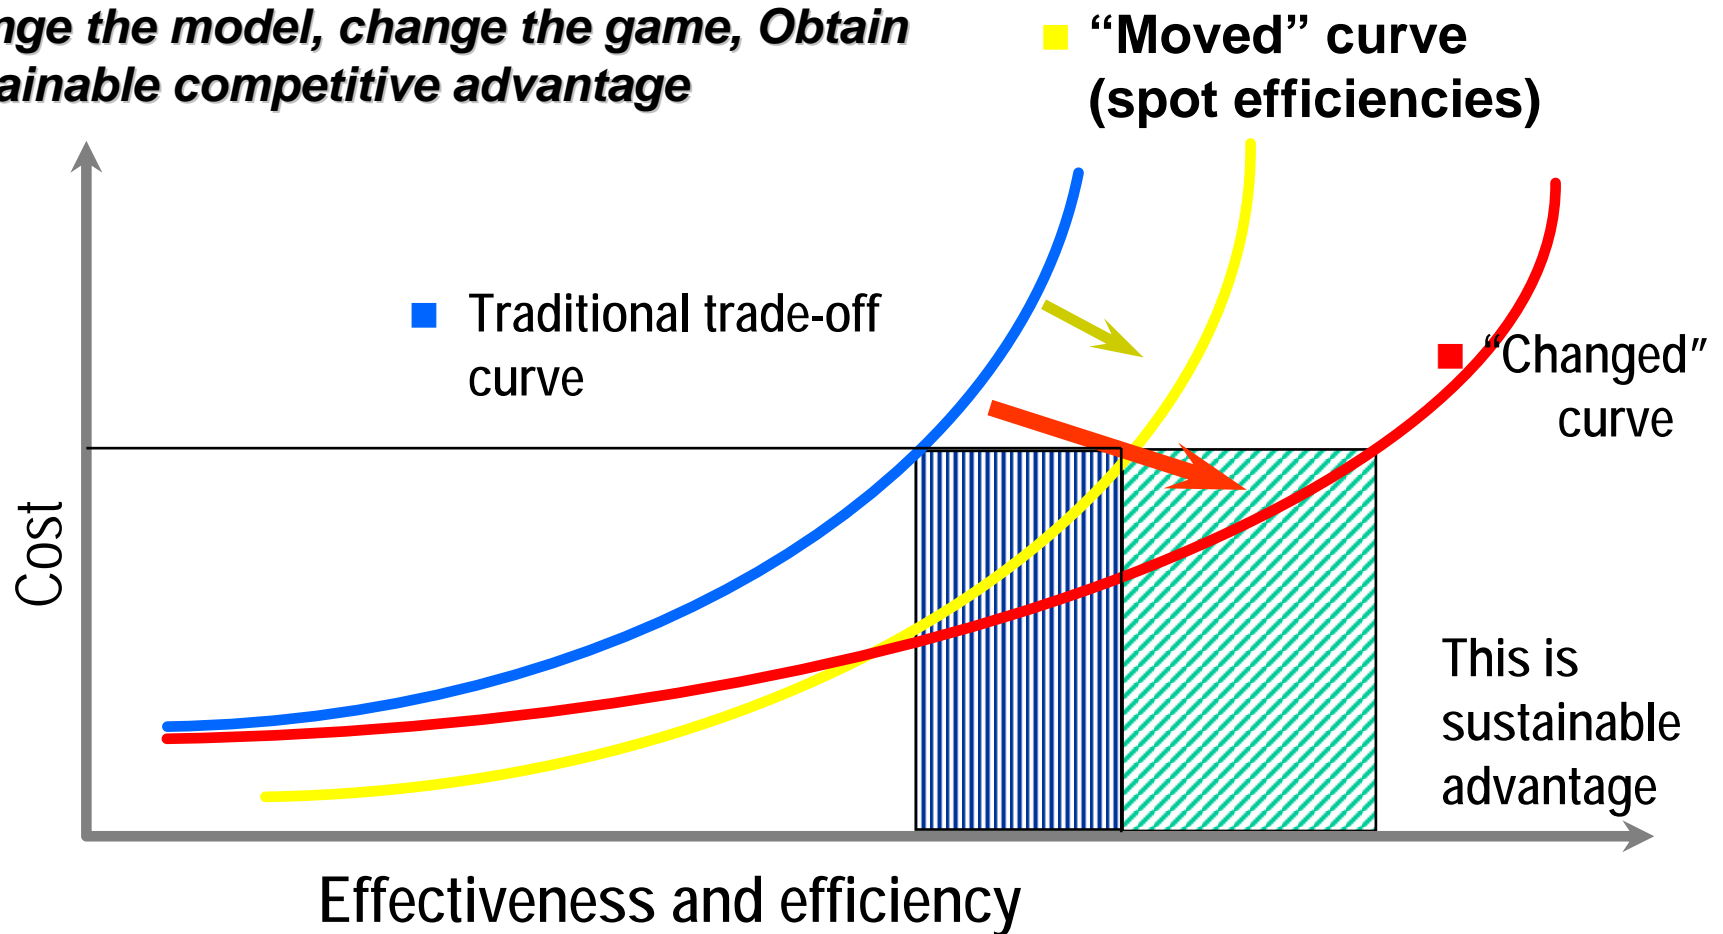 nge the model, change the game, Obtain
ainable competitive advantage
“Moved” curve
(spot efficiencies)
Traditional trade-off
curve
“Changed”
curve
Cost
This is
sustainable
advantage
Effectiveness and efficiency